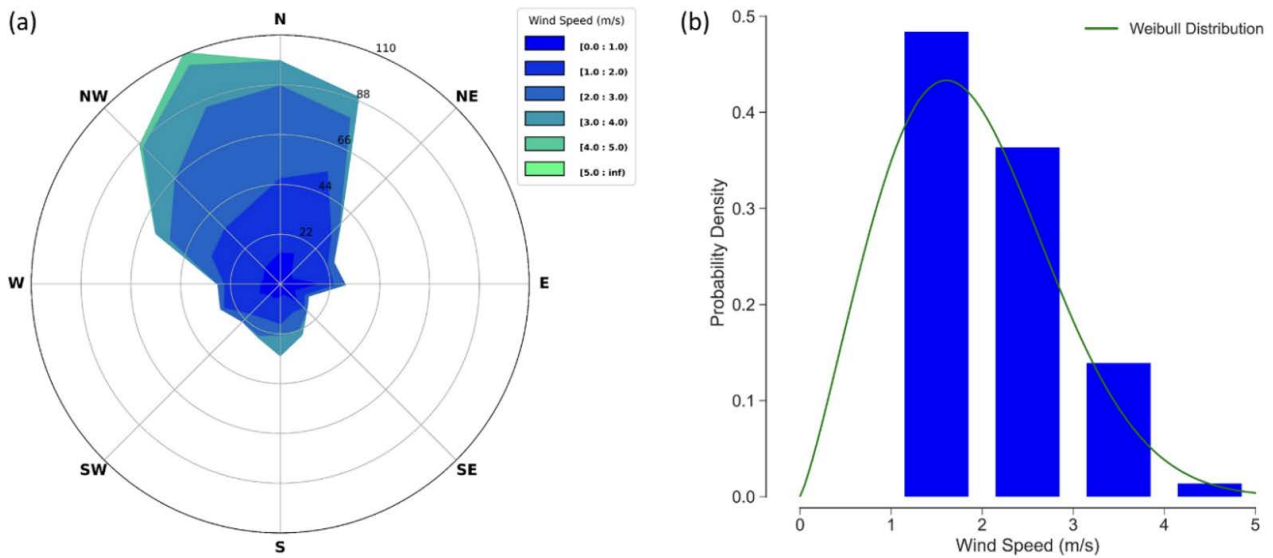 (a)
N
NE
E
SE
S
SW
W
NW
110
88
66
44
22
Wind Speed (m/s)
[0.0 : 1.0)
[1.0 : 2.0)
[2.0 : 3.0)
[3.0 : 4.0)
[4.0 : 5.0)
[5.0 : inf)
(b)
Weibull Distribution
Probability Density
0.5
0.4
0.3
0.2
0.1
0.0
0 1 2 3 4 5
Wind Speed (m/s)